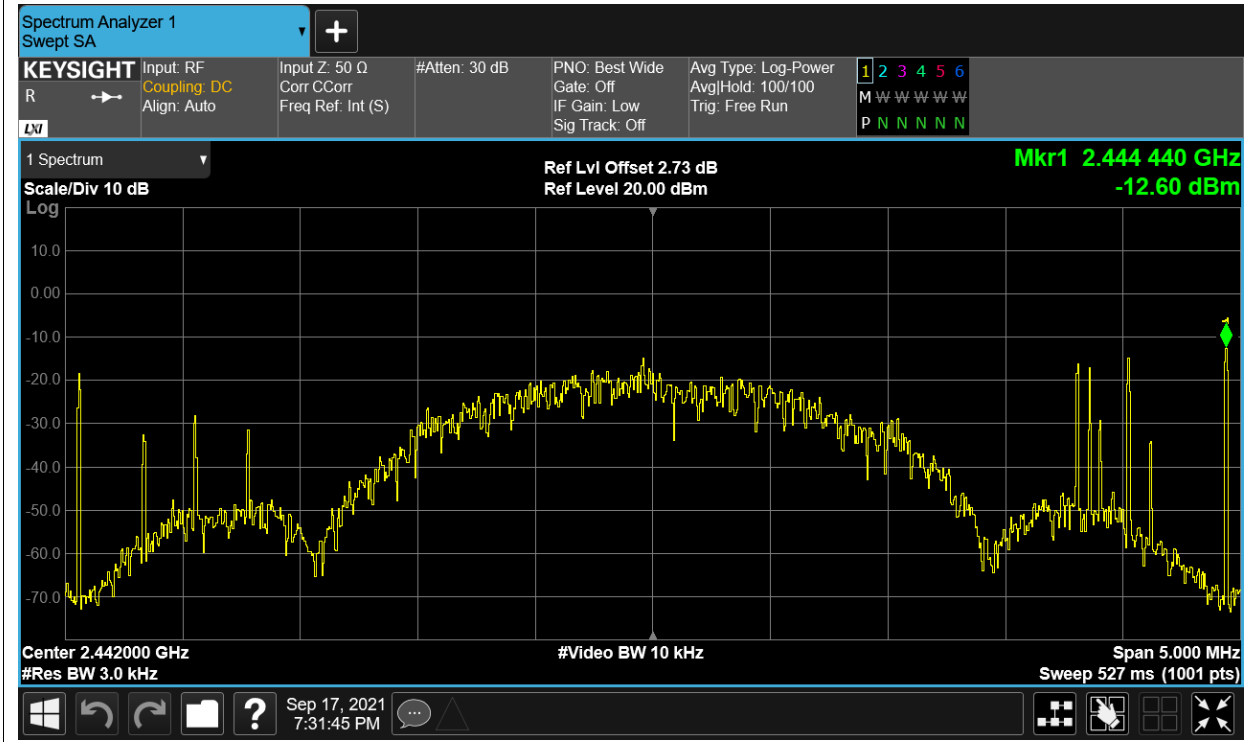 Spectrum Analyzer 1
Swept SA
KEYSIGHT
R
LXI
Input: RF
Coupling: DC
Align: Auto
Input Z: 50 Ω
Corr CCorr
Freq Ref: Int (S)
#Atten: 30 dB
PNO: Best Wide
Gate: Off
IF Gain: Low
Sig Track: Off
Avg Type: Log-Power
Avg|Hold: 100/100
Trig: Free Run
1 2 3 4 5 6
M W W W W W W
P N N N N N N
1 Spectrum
Scale/Div 10 dB
Log
Ref Lvl Offset 2.73 dB
Ref Level 20.00 dBm
Mkr1 2.444 440 GHz
-12.60 dBm
10.0
0.00
-10.0
-20.0
-30.0
-40.0
-50.0
-60.0
-70.0
1
Center 2.442000 GHz
#Res BW 3.0 kHz
#Video BW 10 kHz
Span 5.000 MHz
Sweep 527 ms (1001 pts)
?
Sep 17, 2021
7:31:45 PM